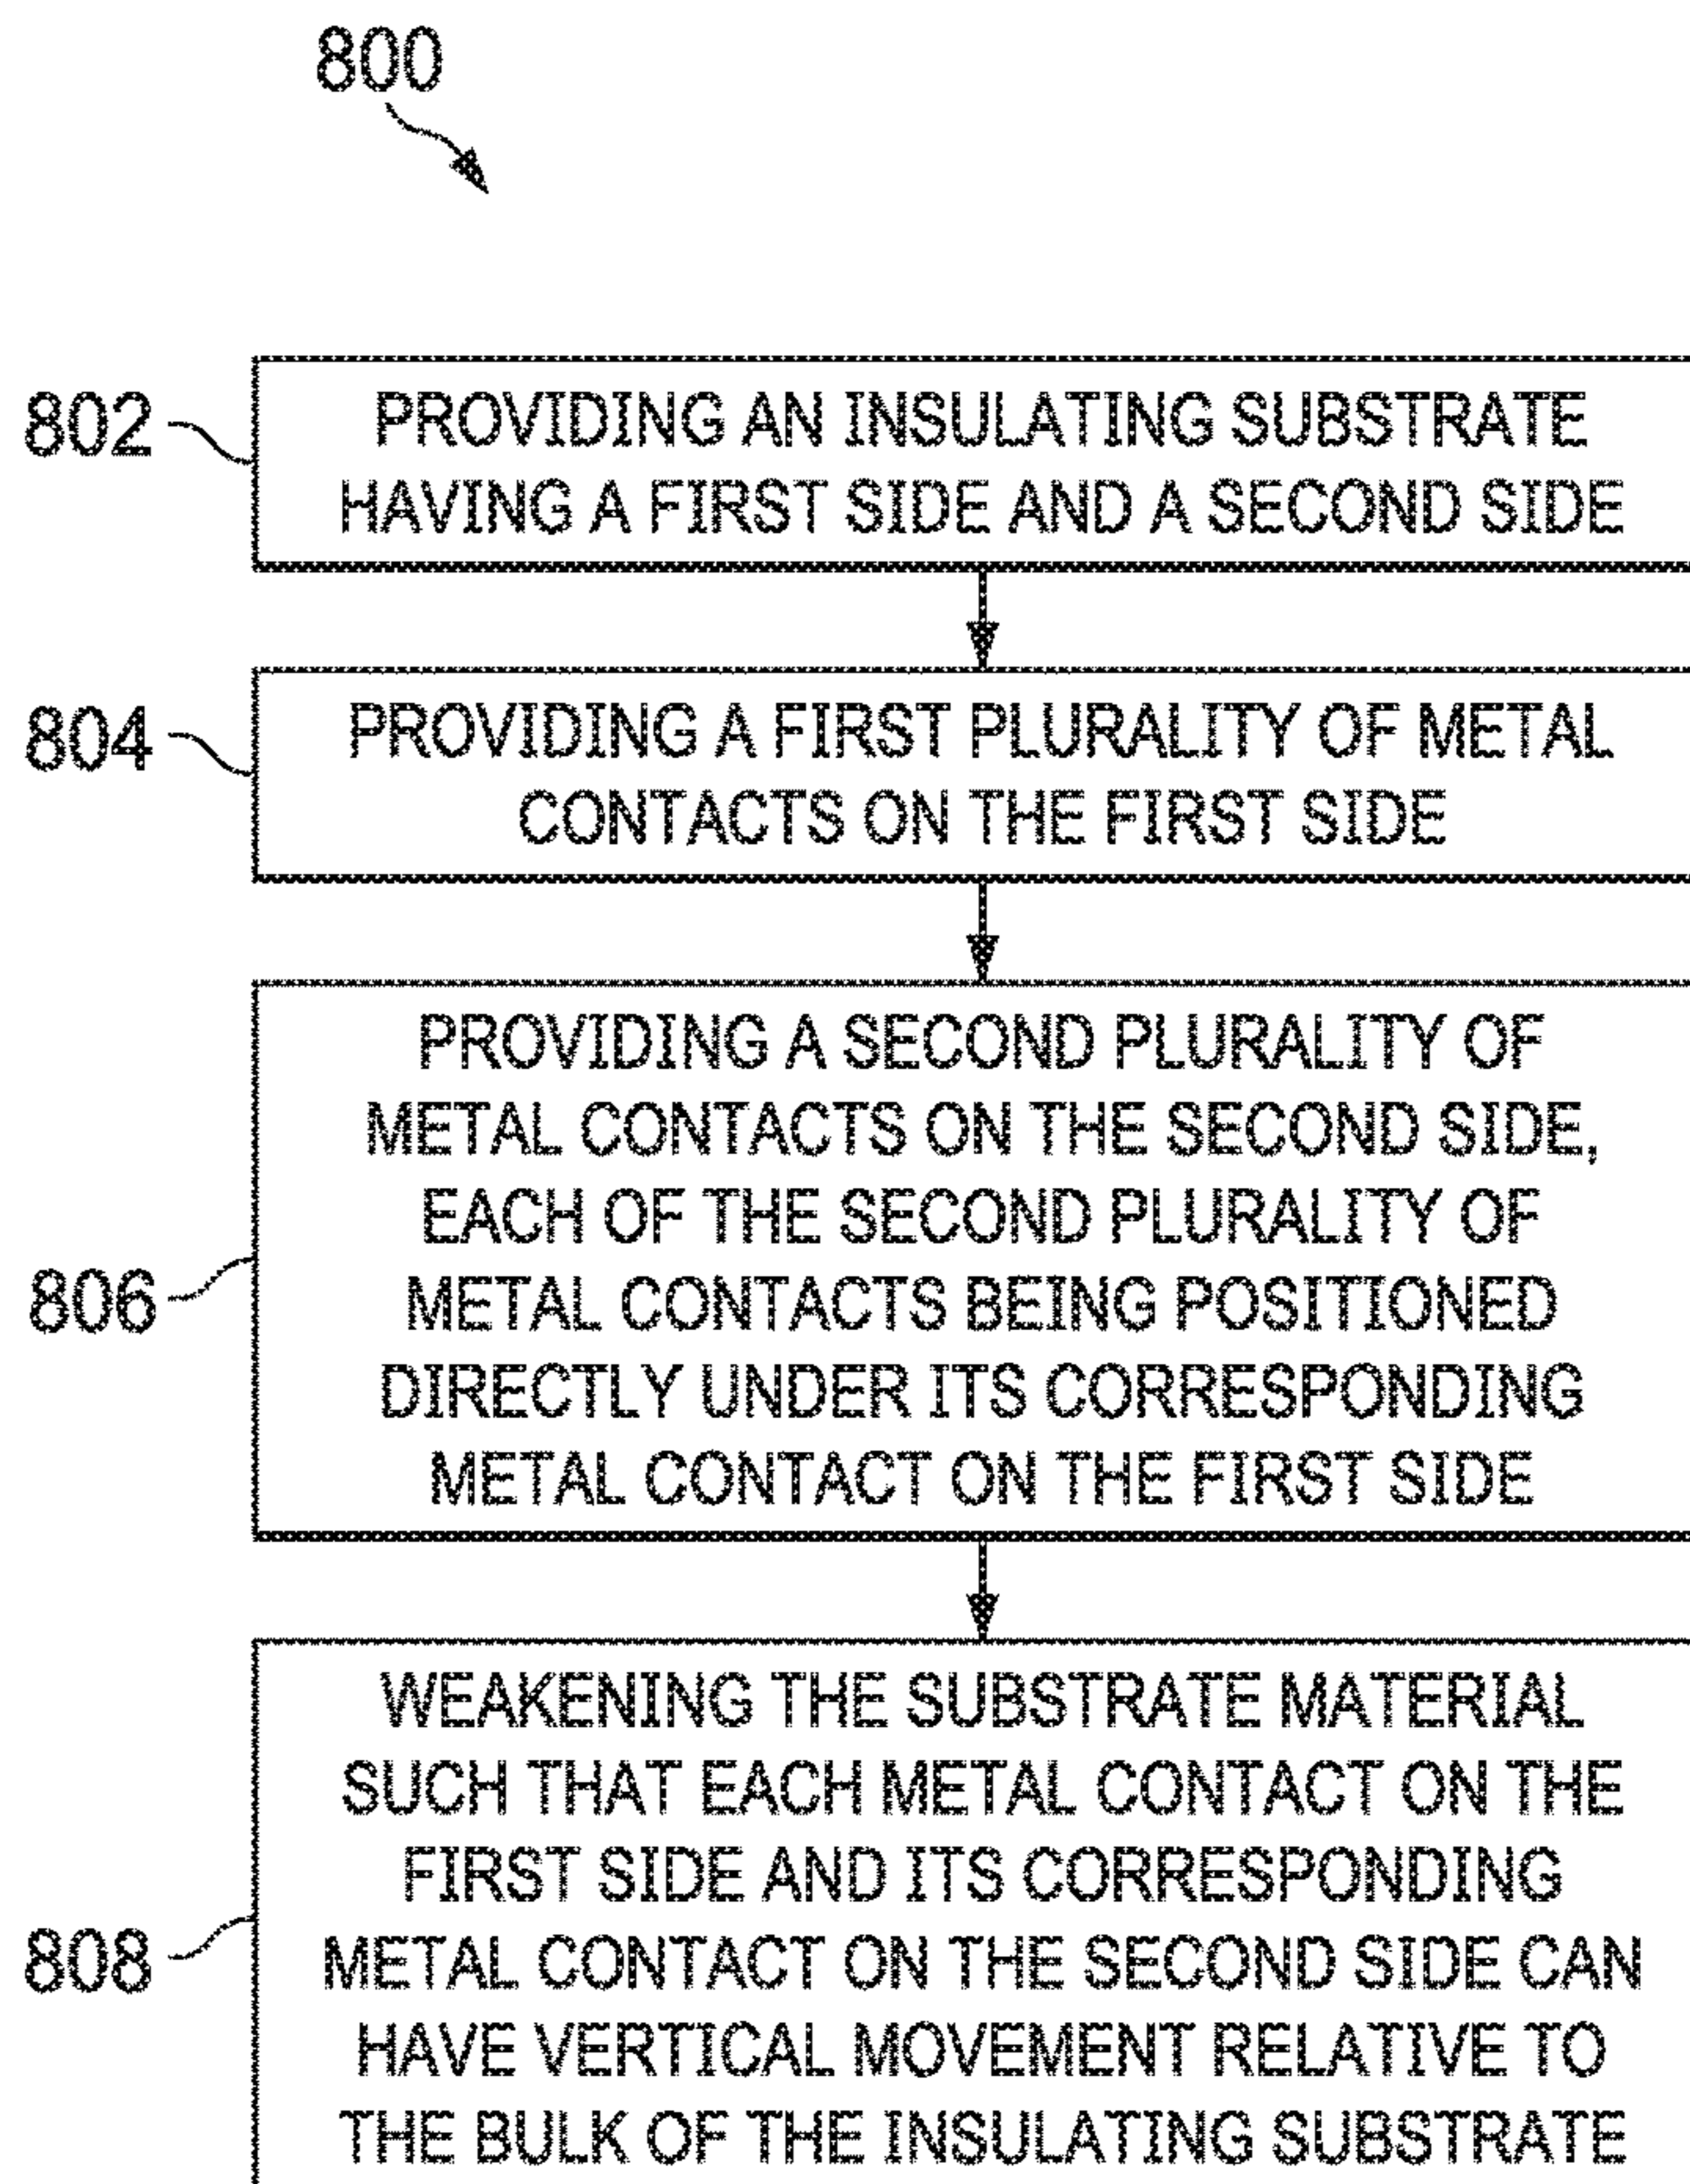 800
802
PROVIDING AN INSULATING SUBSTRATE
HAVING A FIRST SIDE AND A SECOND SIDE
804
PROVIDING A FIRST PLURALITY OF METAL
CONTACTS ON THE FIRST SIDE
806
PROVIDING A SECOND PLURALITY OF
METAL CONTACTS ON THE SECOND SIDE,
EACH OF THE SECOND PLURALITY OF
METAL CONTACTS BEING POSITIONED
DIRECTLY UNDER ITS CORRESPONDING
METAL CONTACT ON THE FIRST SIDE
808
WEAKENING THE SUBSTRATE MATERIAL
SUCH THAT EACH METAL CONTACT ON THE
FIRST SIDE AND ITS CORRESPONDING
METAL CONTACT ON THE SECOND SIDE CAN
HAVE VERTICAL MOVEMENT RELATIVE TO
THE BULK OF THE INSULATING SUBSTRATE